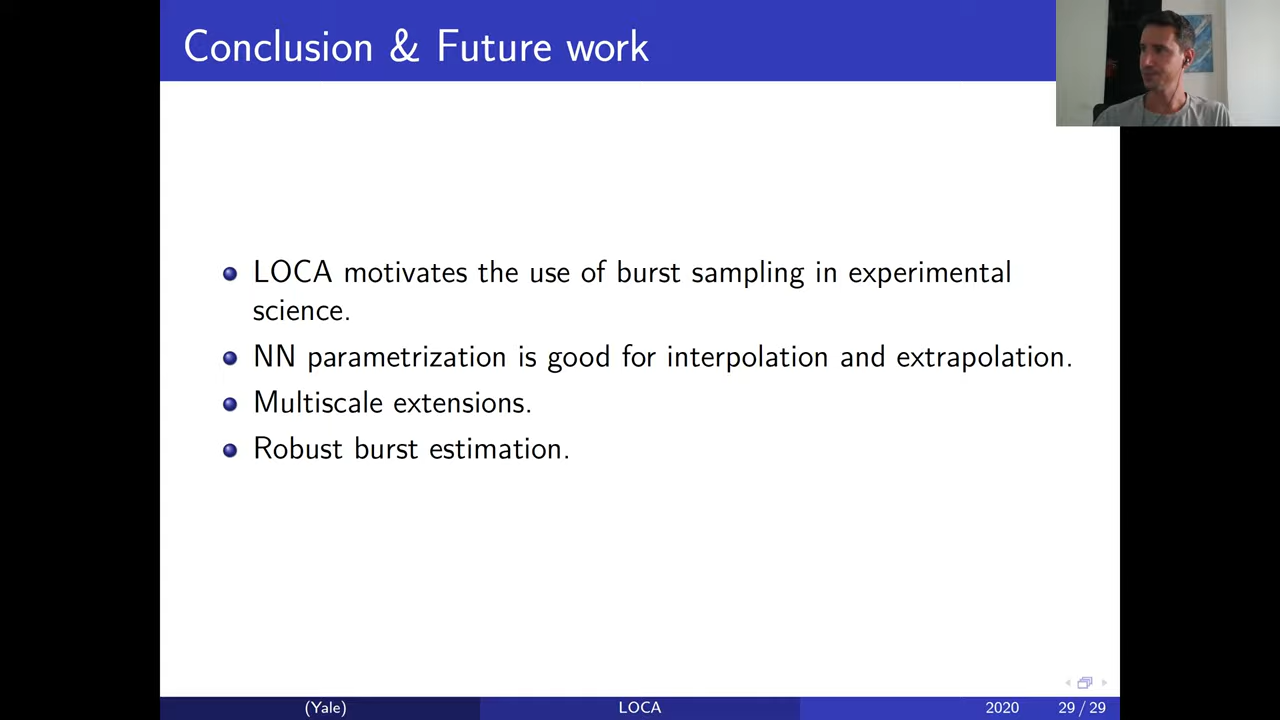 Conclusion & Future work
LOCA motivates the use of burst sampling in experimental
science.
NN parametrization is good for interpolation and extrapolation.
Multiscale extensions.
Robust burst estimation.
(Yale)
LOCA
2020
29 / 29